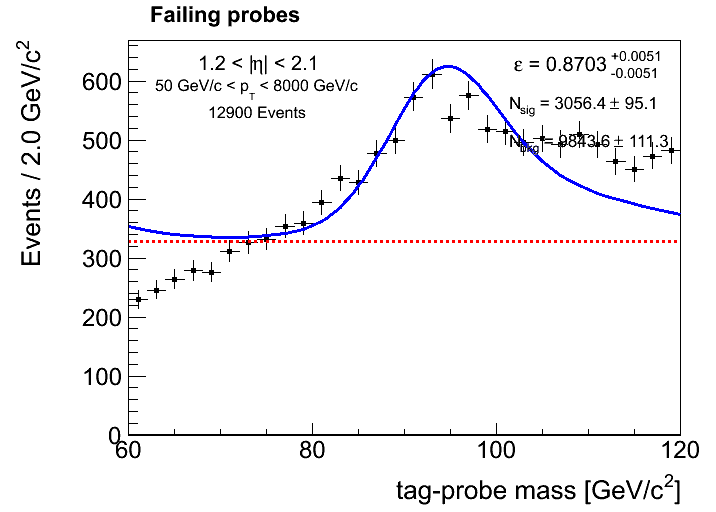 Failing probes
Events / 2.0 GeV/c²
1.2 < |η| < 2.1
50 GeV/c < p_T < 8000 GeV/c
12900 Events
ε = 0.8703 +0.0051 -0.0051
N_sig = 3056.4 ± 95.1
N_bkg = 9843.6 ± 111.3
600
500
400
300
200
100
0
60 80 100 120
tag-probe mass [GeV/c²]